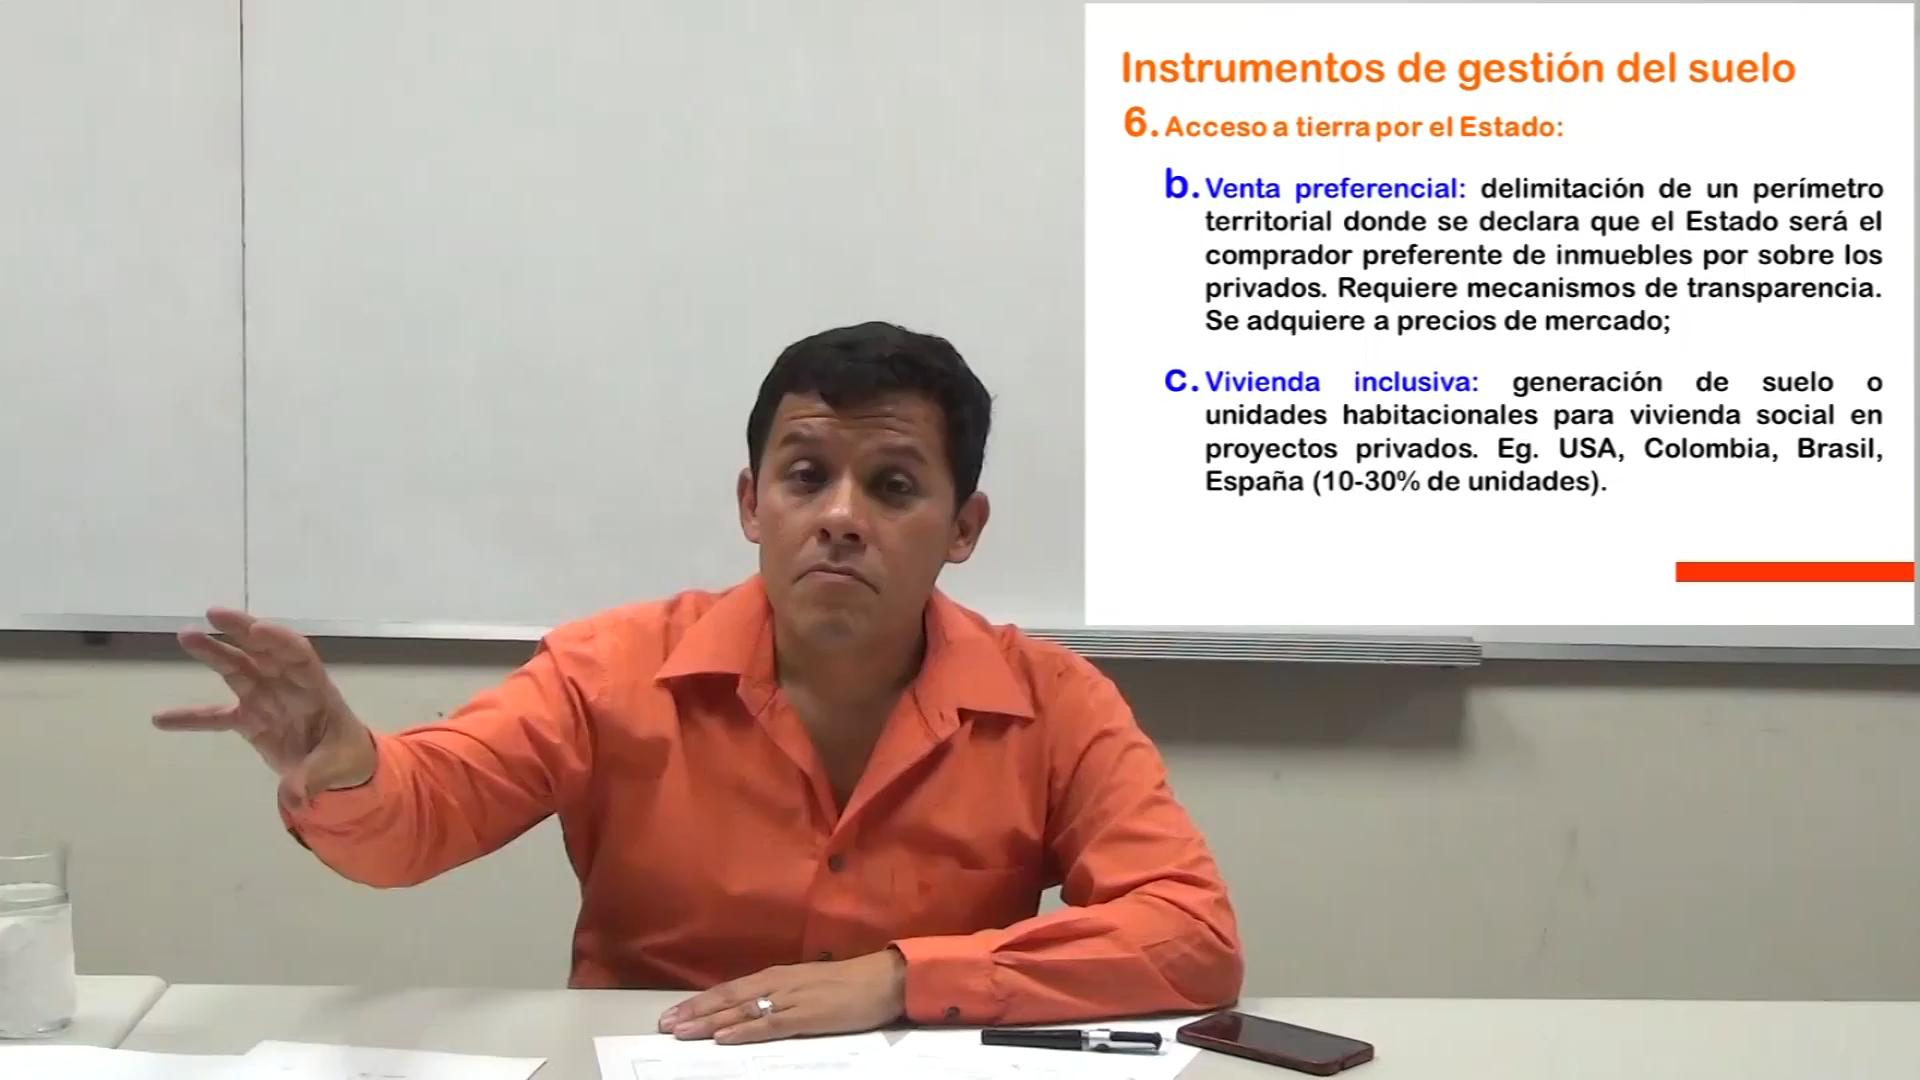 Instrumentos de gestión del suelo
6. Acceso a tierra por el Estado:
b. Venta preferencial: delimitación de un perímetro
territorial donde se declara que el Estado será el
comprador preferente de inmuebles por sobre los
privados. Requiere mecanismos de transparencia.
Se adquiere a precios de mercado;
c. Vivienda inclusiva: generación de suelo o
unidades habitacionales para vivienda social en
proyectos privados. Eg. USA, Colombia, Brasil,
España (10-30% de unidades).